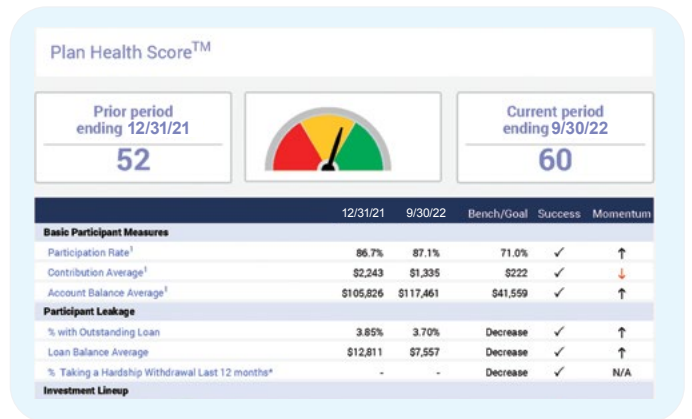 Plan Health Score™
Prior period
ending 12/31/21
52
Current period
ending 9/30/22
60
12/31/21 9/30/22 Bench/Goal Success Momentum
Basic Participant Measures
Participation Rate¹ 86.7% 87.1% 71.0% ✓ ↑
Contribution Average¹ $2,243 $1,335 $222 ✓ ↓
Account Balance Average¹ $105,826 $117,461 $41,559 ✓ ↑
Participant Leakage
% with Outstanding Loan 3.85% 3.70% Decrease ✓ ↑
Loan Balance Average $12,811 $7,557 Decrease ✓ ↑
% Taking a Hardship Withdrawal Last 12 months* - - Decrease ✓ N/A
Investment Lineup